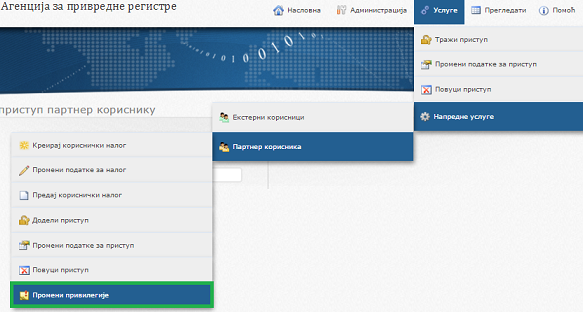 Агенција за привредне регистре
Насловна Администрација Услуге Прегледати Помоћ
Тражи приступ
Промени податке за приступ
Повуци приступ
Напредне услуге
приступ партнер кориснику
Екстерни корисници
Партнер корисника
Креирај кориснички налог
Промени податке за налог
Предај кориснички налог
Додели приступ
Промени податке за приступ
Повуци приступ
Промени привилегије